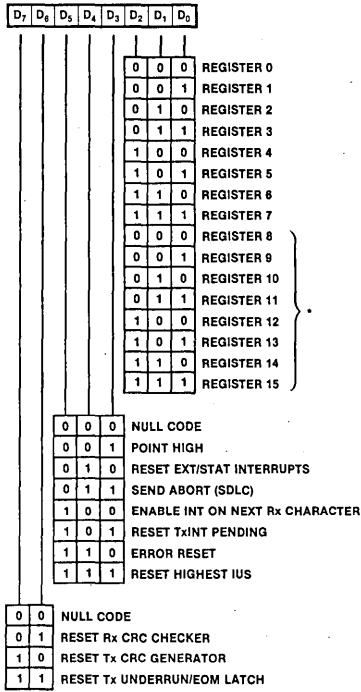 D7 D6 D5 D4 D3 D2 D1 D0
0 0 0 REGISTER 0
0 0 1 REGISTER 1
0 1 0 REGISTER 2
0 1 1 REGISTER 3
1 0 0 REGISTER 4
1 0 1 REGISTER 5
1 1 0 REGISTER 6
1 1 1 REGISTER 7
0 0 0 REGISTER 8
0 0 1 REGISTER 9
0 1 0 REGISTER 10
0 1 1 REGISTER 11 *
1 0 0 REGISTER 12
1 0 1 REGISTER 13
1 1 0 REGISTER 14
1 1 1 REGISTER 15
0 0 0 NULL CODE
0 0 1 POINT HIGH
0 1 0 RESET EXT/STAT INTERRUPTS
0 1 1 SEND ABORT (SDLC)
1 0 0 ENABLE INT ON NEXT Rx CHARACTER
1 0 1 RESET TxINT PENDING
1 1 0 ERROR RESET
1 1 1 RESET HIGHEST IUS
0 0 NULL CODE
0 1 RESET Rx CRC CHECKER
1 0 RESET Tx CRC GENERATOR
1 1 RESET Tx UNDERRUN/EOM LATCH